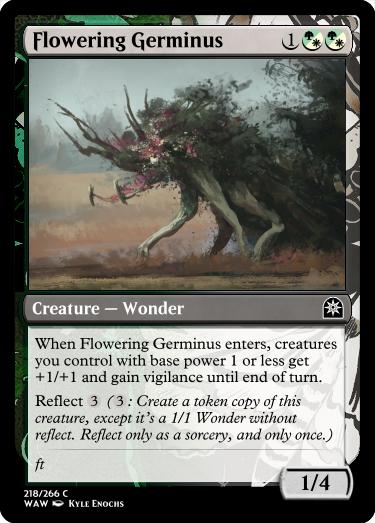 Flowering Germinus 1
Creature — Wonder
When Flowering Germinus enters, creatures
you control with base power 1 or less get
+1/+1 and gain vigilance until end of turn.
Reflect 3 (3: Create a token copy of this
creature, except it's a 1/1 Wonder without
reflect. Reflect only as a sorcery, and only once.)
ft
1/4
218/266 C
WAW Kyle Enochs